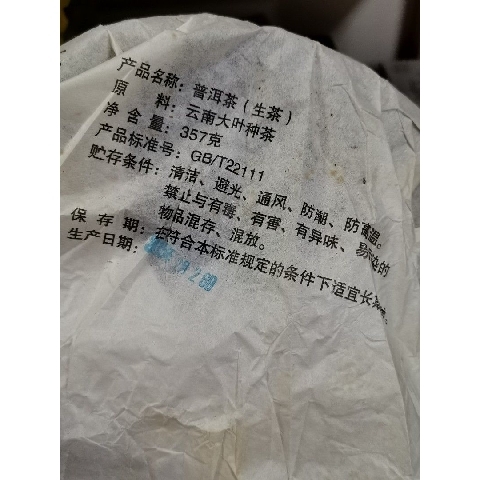 产品名称：普洱茶（生茶）
原 料：云南大叶种茶
净 含 量：357克
产品标准号：GB/T22111
贮存条件：清洁、避光、通风、防潮、防高温。
禁止与有毒、有害、有异味、易
物品混存、混放。
保 存 期：在符合本标准规定的条件下适宜长
生产日期：